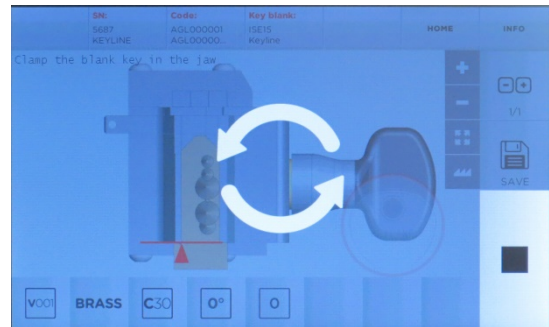 SN: Code: Key blank:
5687 AGL000001 ISE1S HOME INFO
KEYLINE AGL00000.. Keyline
Clamp the blank key in the jaw
1/1
SAVE
V001 BRASS C30 0° 0